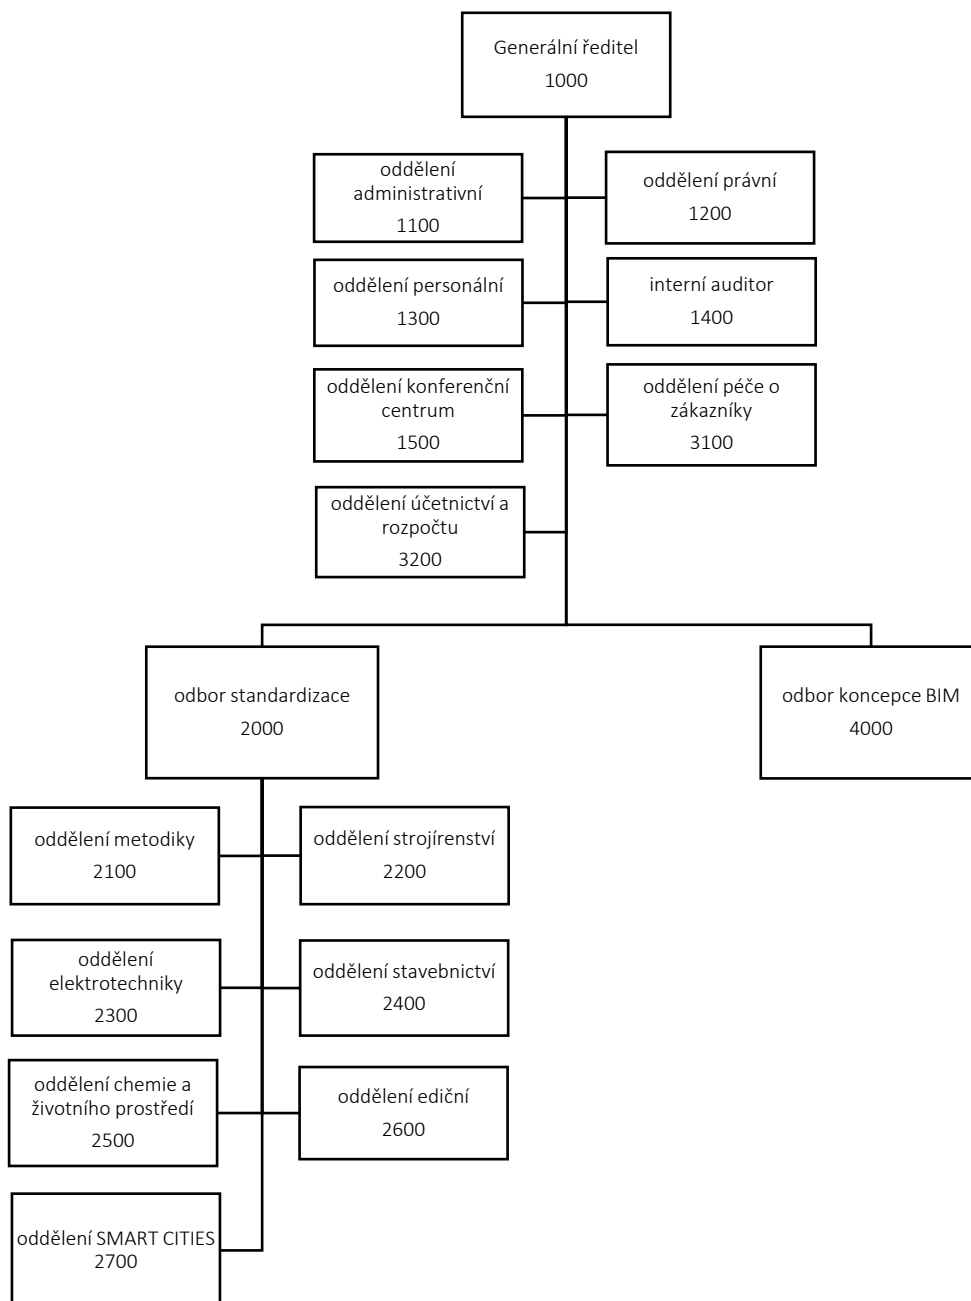 Generální ředitel
1000
oddělení
administrativní
1100
oddělení právní
1200
oddělení personální
1300
interní auditor
1400
oddělení konferenční
centrum
1500
oddělení péče o
zákazníky
3100
oddělení účetnictví a
rozpočtu
3200
odbor standardizace
2000
odbor koncepce BIM
4000
oddělení metodiky
2100
oddělení strojírenství
2200
oddělení
elektrotechniky
2300
oddělení stavebnictví
2400
oddělení chemie a
životního prostředí
2500
oddělení ediční
2600
oddělení SMART CITIES
2700